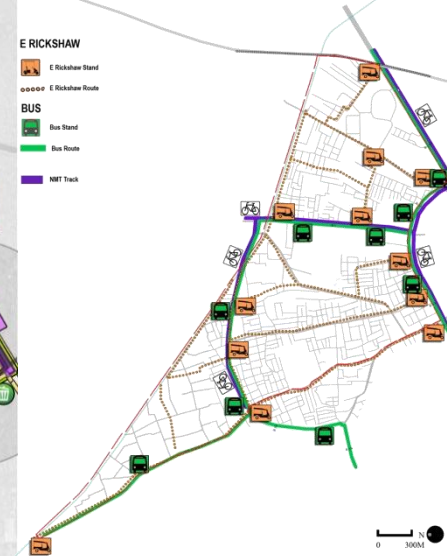 E RICKSHAW
E Rickshaw Stand
E Rickshaw Route
BUS
Bus Stand
Bus Route
NMT Track
N
0 300M